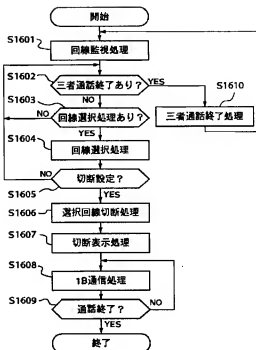 開始
S1601
回線監視処理
S1602
三者通話終了あり?
YES
S1610
NO
三者通話終了処理
S1603
回線選択処理あり?
NO
YES
S1604
回線選択処理
切断設定?
NO
S1605
YES
S1606
選択回線切断処理
S1607
切断表示処理
S1608
1B通信処理
S1609
通話終了?
NO
YES
終了